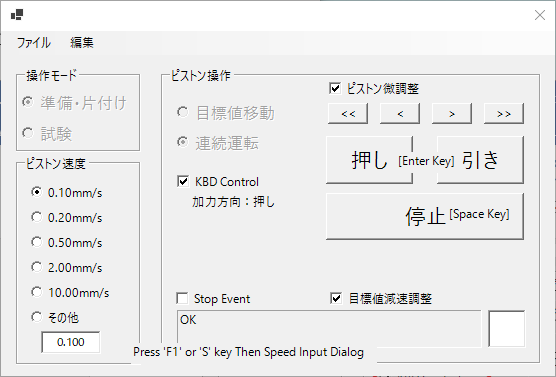 ファイル 編集
操作モード
準備・片付け
試験
ピストン速度
0.10mm/s
0.20mm/s
0.50mm/s
2.00mm/s
10.00mm/s
その他
0.100
ピストン操作
目標値移動
連続運転
KBD Control
加力方向：押し
ピストン微調整
<< < > >>
押し [Enter Key] 引き
停止 [Space Key]
Stop Event
目標値減速調整
OK
Press 'F1' or 'S' key Then Speed Input Dialog